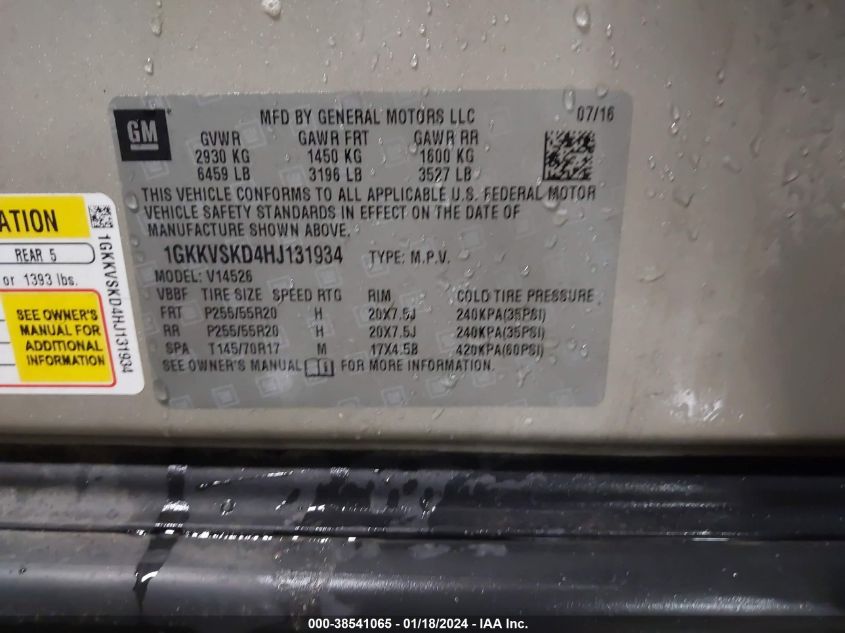 MFD BY GENERAL MOTORS LLC 07/16
GM
GVWR GAWR FRT GAWR RR
2930 KG 1450 KG 1600 KG
6459 LB 3196 LB 3527 LB
THIS VEHICLE CONFORMS TO ALL APPLICABLE U.S. FEDERAL MOTOR
VEHICLE SAFETY STANDARDS IN EFFECT ON THE DATE OF
MANUFACTURE SHOWN ABOVE.
1GKKVSKD4HJ131934 TYPE: M.P.V.
MODEL: V14526
VBBF TIRE SIZE SPEED RTG RIM COLD TIRE PRESSURE
FRT P255/55R20 H 20X7.5J 240KPA(35PSI)
RR P255/55R20 H 20X7.5J 240KPA(35PSI)
SPA T145/70R17 M 17X4.5B 420KPA(60PSI)
SEE OWNER'S MANUAL FOR MORE INFORMATION.
ATION
REAR 5
or 1393 lbs.
SEE OWNER'S
MANUAL FOR
ADDITIONAL
INFORMATION
1GKKVSKD4HJ131934
000-38541065 - 01/18/2024 - IAA Inc.